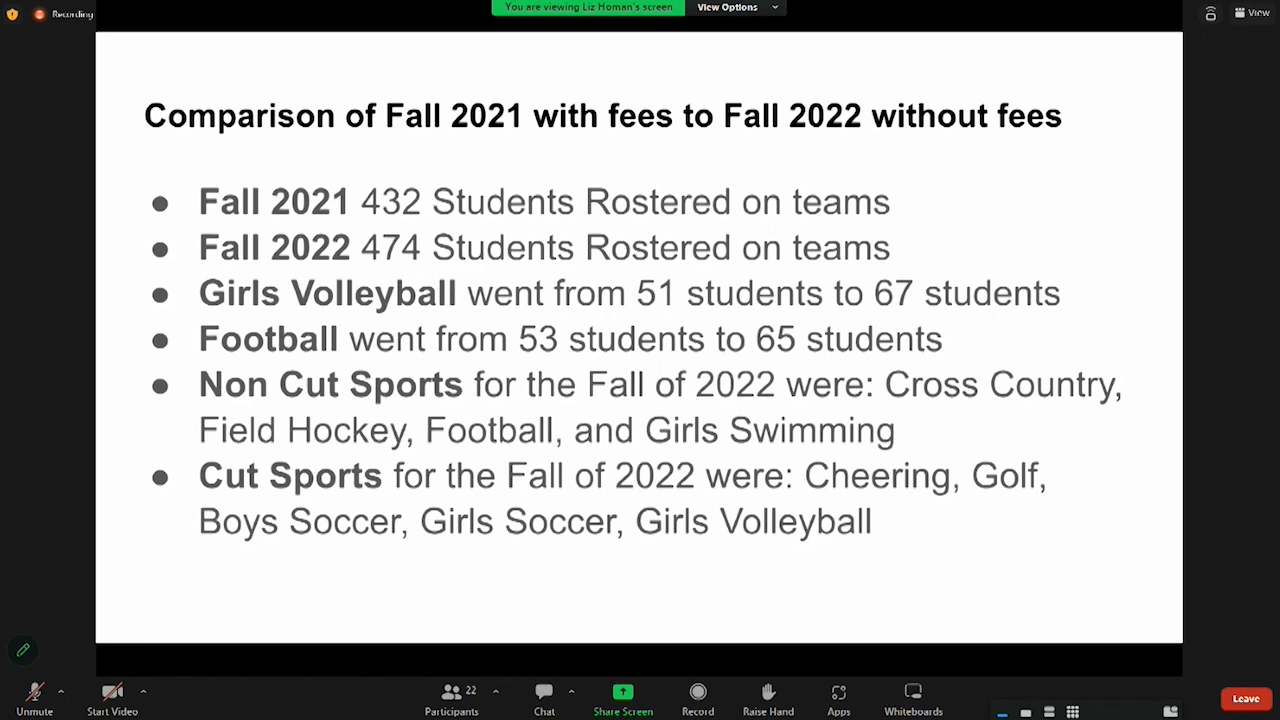 Recording
You are viewing Liz Homan's screen
View Options
View
Comparison of Fall 2021 with fees to Fall 2022 without fees
● Fall 2021 432 Students Rostered on teams
● Fall 2022 474 Students Rostered on teams
● Girls Volleyball went from 51 students to 67 students
● Football went from 53 students to 65 students
● Non Cut Sports for the Fall of 2022 were: Cross Country,
Field Hockey, Football, and Girls Swimming
● Cut Sports for the Fall of 2022 were: Cheering, Golf,
Boys Soccer, Girls Soccer, Girls Volleyball
22
Unmute
Start Video
Participants
Chat
Share Screen
Record
Raise Hand
Apps
Whiteboards
Leave